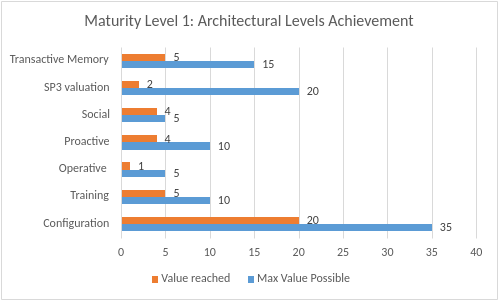 Maturity Level 1: Architectural Levels Achievement
Transactive Memory 5 15
SP3 valuation 2 20
Social 4 5
Proactive 4 10
Operative 1 5
Training 5 10
Configuration 20 35
0 5 10 15 20 25 30 35 40
Value reached Max Value Possible